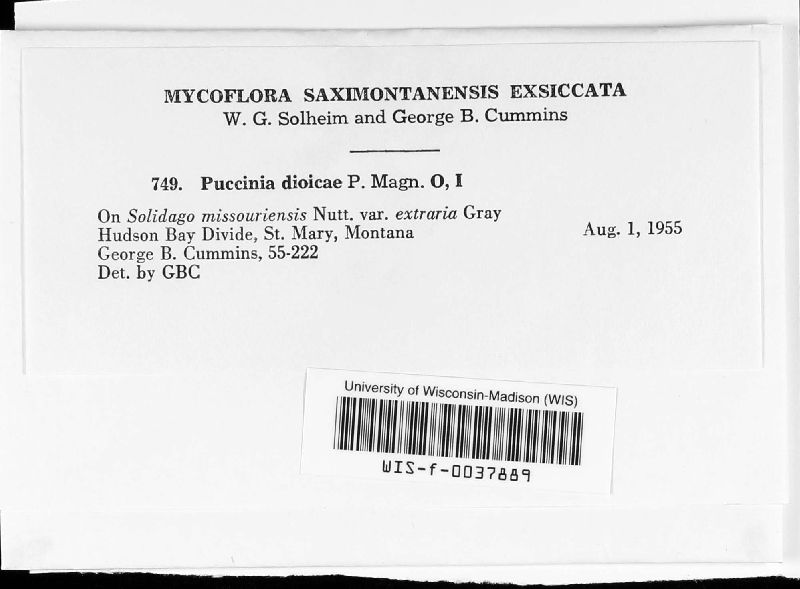 MYCOFLORA SAXIMONTANENSIS EXSICCATA
W. G. Solheim and George B. Cummins
749. Puccinia dioicae P. Magn. O, I
On Solidago missouriensis Nutt. var. extraria Gray
Hudson Bay Divide, St. Mary, Montana
Aug. 1, 1955
George B. Cummins, 55-222
Det. by GBC
University of Wisconsin-Madison (WIS)
WIS-f-0037889